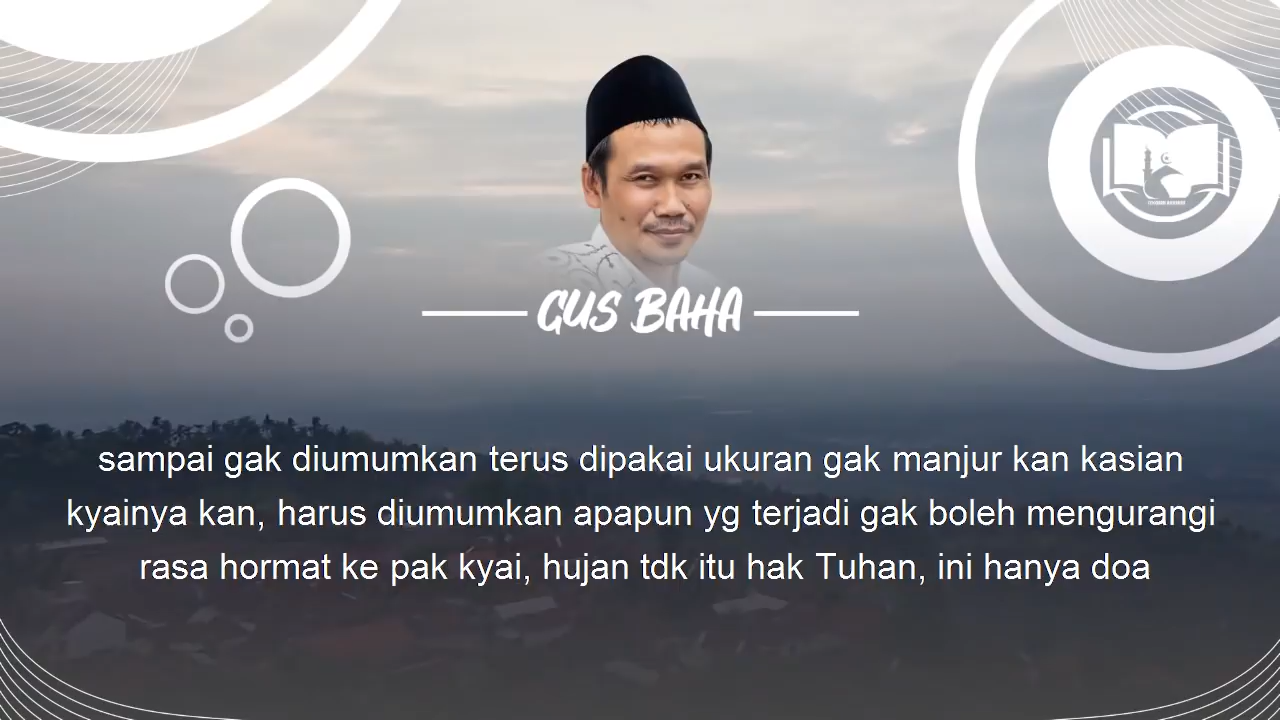 GUS BAHA
sampai gak diumumkan terus dipakai ukuran gak manjur kan kasian
kyainya kan, harus diumumkan apapun yg terjadi gak boleh mengurangi
rasa hormat ke pak kyai, hujan tdk itu hak Tuhan, ini hanya doa